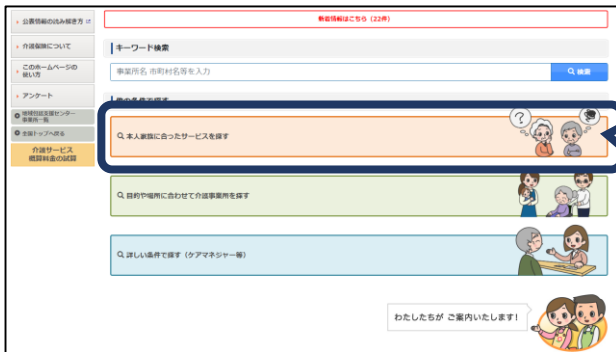 公表情報の読み解き方
介護保険について
このホームページの
使い方
アンケート
地域包括支援センター
事業所一覧
全国トップへ戻る
介護サービス
概算料金の試算
新着情報はこちら（22件）
キーワード検索
事業所名 市町村名等を入力
検索
本人家族に合ったサービスを探す
?
目的や場所に合わせて介護事業所を探す
詳しい条件で探す（ケアマネジャー等）
わたしたちが ご案内いたします!